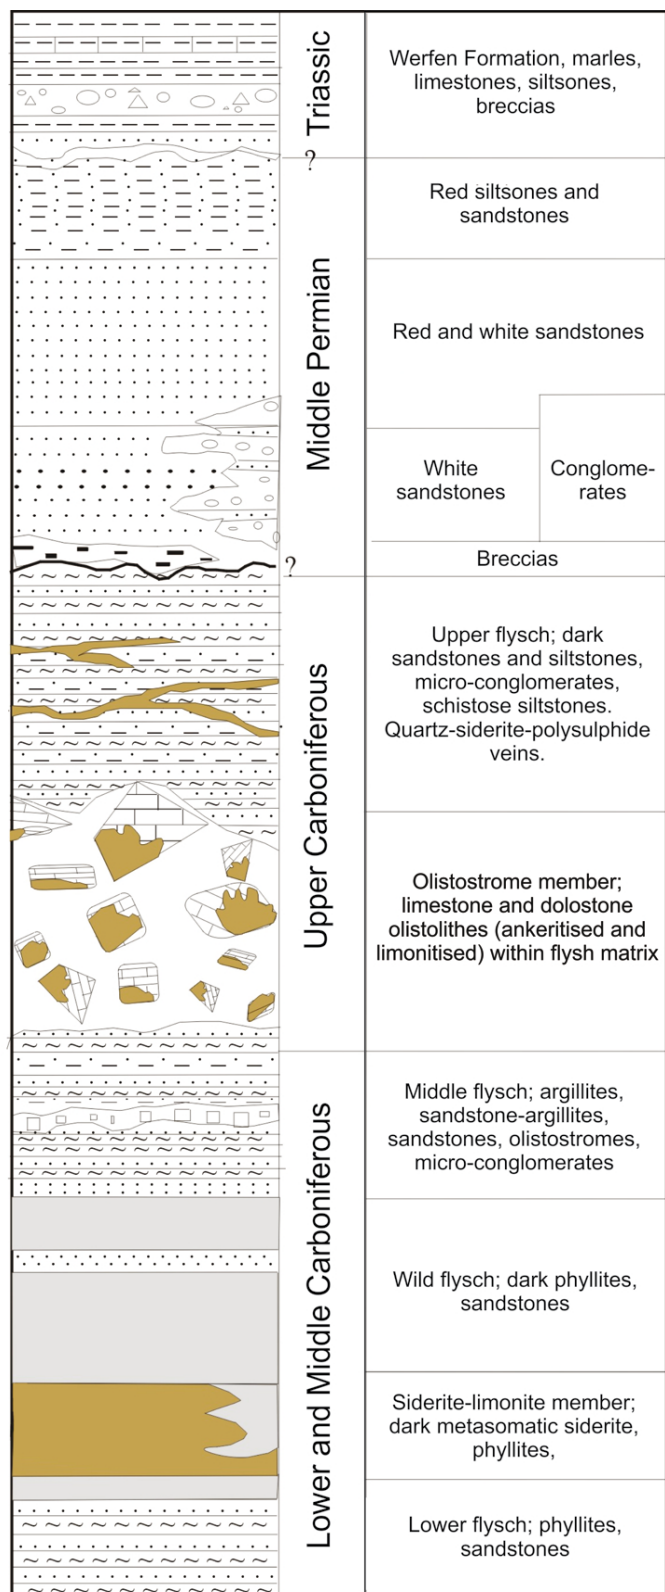 Triassic
Werfen Formation, marles,
limestones, siltsones,
breccias
?
Middle Permian
Red siltsones and
sandstones
Red and white sandstones
White
sandstones
Conglome-
rates
Breccias
?
Upper Carboniferous
Upper flysch; dark
sandstones and siltstones,
micro-conglomerates,
schistose siltstones.
Quartz-siderite-polysulphide
veins.
Olistostrome member;
limestone and dolostone
olistolithes (ankeritised and
limonitised) within flysh matrix
Lower and Middle Carboniferous
Middle flysch; argillites,
sandstone-argillites,
sandstones, olistostromes,
micro-conglomerates
Wild flysch; dark phyllites,
sandstones
Siderite-limonite member;
dark metasomatic siderite,
phyllites,
Lower flysch; phyllites,
sandstones